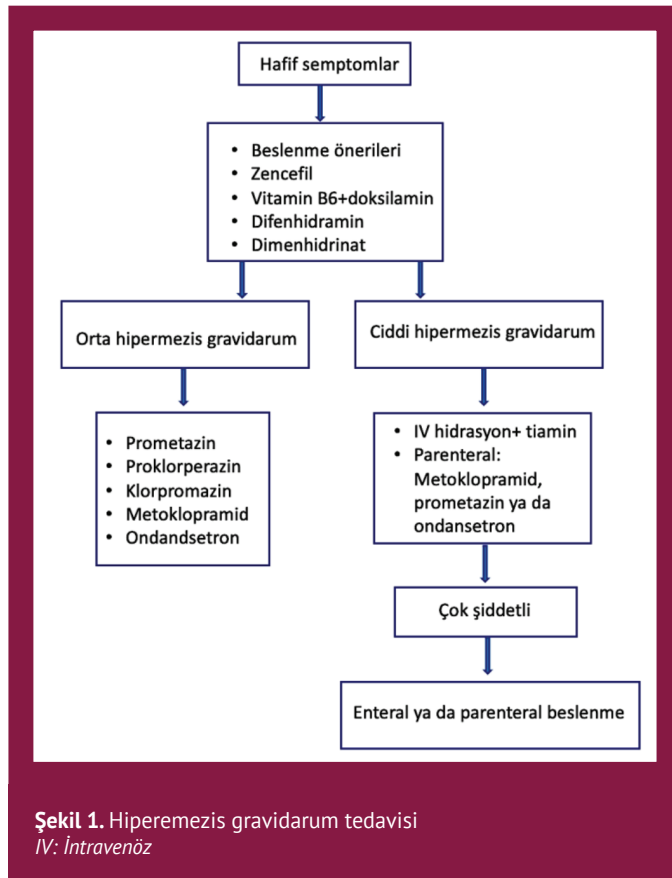 Hafif semptomlar
• Beslenme önerileri
• Zencefil
• Vitamin B6+doksilamin
• Difenhidramin
• Dimenhidrinat
Orta hipermezis gravidarum
Ciddi hipermezis gravidarum
• Prometazin
• Proklorperazin
• Klorpromazin
• Metoklopramid
• Ondandsetron
• IV hidrasyon+ tiamin
• Parenteral:
Metoklopramid,
prometazin ya da
ondansetron
Çok şiddetli
Enteral ya da parenteral beslenme
Şekil 1. Hiperemezis gravidarum tedavisi
IV: İntravenöz